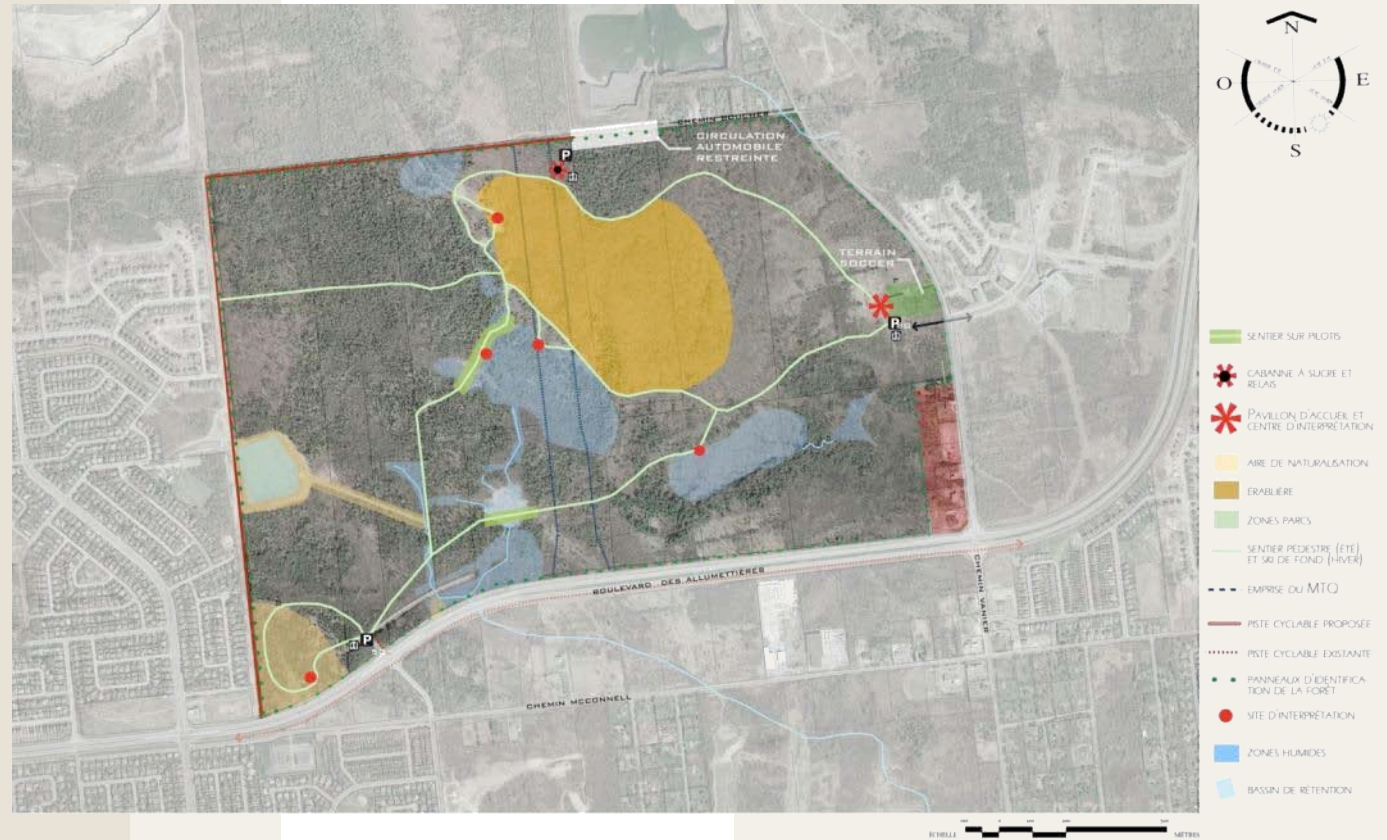 N
O
E
S
CHEMIN BOUCHER
CIRCULATION
AUTOMOBILE
RESTREINTE
P
TERRAIN
SOCCER
P
BOULEVARD DES ALLUMETTIÈRES
CHEMIN VANIER
P
CHEMIN MCCONNELL
SENTIER SUR PILOTIS
CABANNE À SUCRE ET
RELAIS
PAVILLON D'ACCUEIL ET
CENTRE D'INTERPRÉTATION
AIRE DE NATURALISATION
ÉRABLIÈRE
ZONES PARCS
SENTIER PÉDESTRE (ÉTÉ)
ET SKI DE FOND (HIVER)
EMPRISE DU MTQ
PISTE CYCLABLE PROPOSÉE
PISTE CYCLABLE EXISTANTE
PANNEAUX D'IDENTIFICA-
TION DE LA FORÊT
SITE D'INTERPRÉTATION
ZONES HUMIDES
BASSIN DE RÉTENTION
ÉCHELLE
MÈTRES